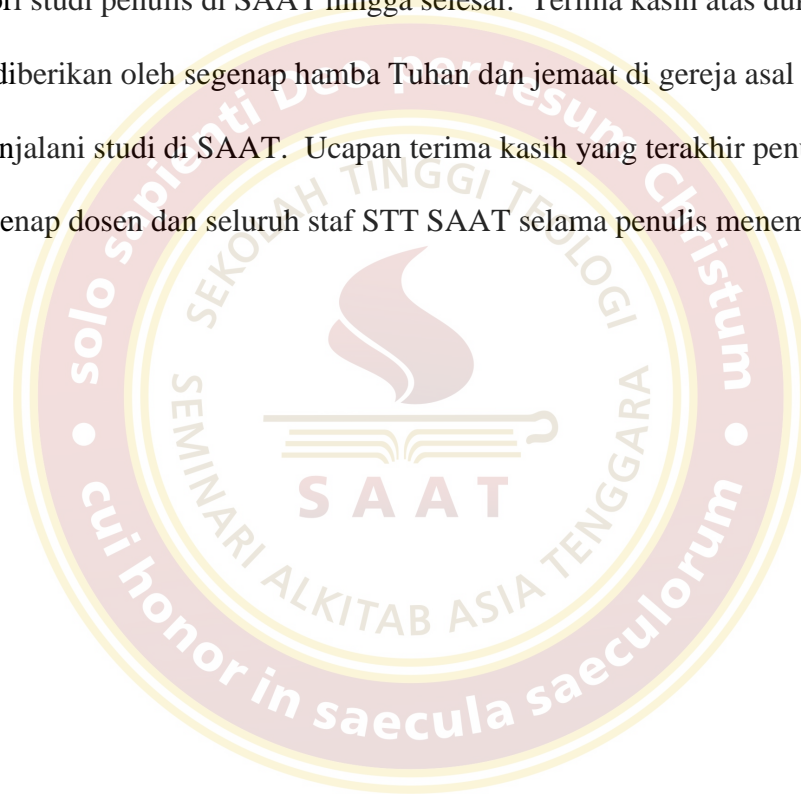 studi penulis di SAAT hingga selesai. Terima kasih atas
diberikan oleh segenap hamba Tuhan dan jemaat di gereja asal
njalani studi di SAAT. Ucapan terima kasih yang terakhir
enap dosen dan seluruh staf STT SAAT selama penulis
solo sapienti Deo per Iesum Christum
cui honor in saecula saeculorum
SEKOLAH TINGGI TEOLOGI
SEMINARI ALKITAB ASIA TENGGARA
SAAT